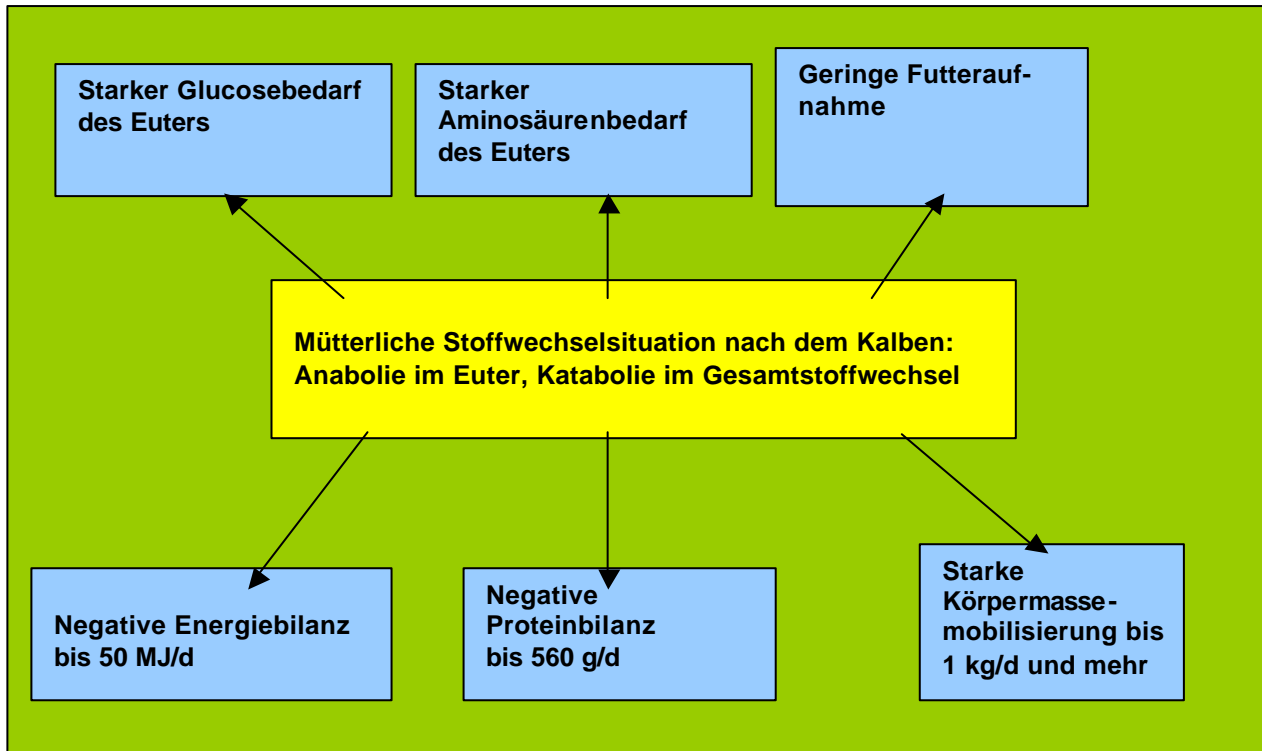 Starker Glucosebedarf
des Euters
Starker
Aminosäurenbedarf
des Euters
Geringe Futterauf-
nahme
Mütterliche Stoffwechselsituation nach dem Kalben:
Anabolie im Euter, Katabolie im Gesamtstoffwechsel
Negative Energiebilanz
bis 50 MJ/d
Negative
Proteinbilanz
bis 560 g/d
Starke
Körpermasse-
mobilisierung bis
1 kg/d und mehr